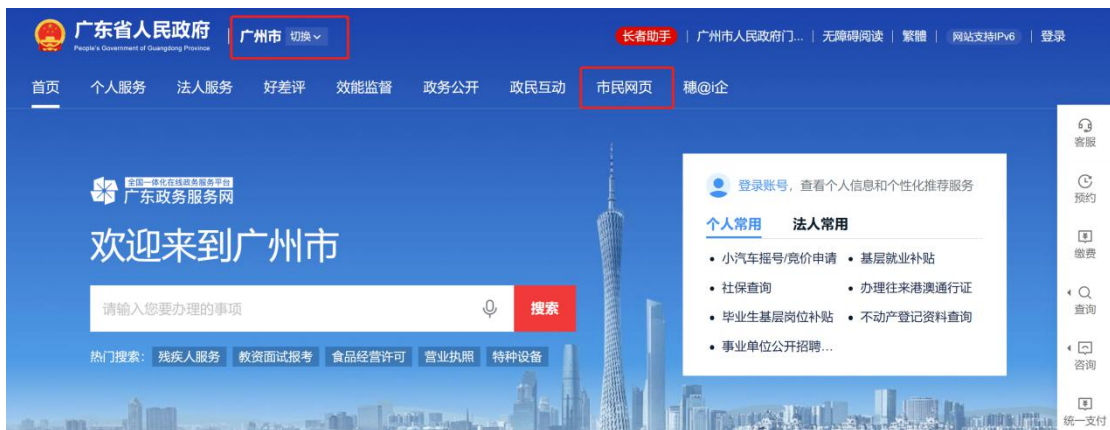 广东省人民政府
People's Government of Guangdong Province
广州市 切换
长者助手 | 广州市人民政府门... | 无障碍阅读 | 繁體 | 网站支持IPv6 | 登录
首页 个人服务 法人服务 好差评 效能监督 政务公开 政民互动 市民网页 穗@i企
全国一体化在线政务服务平台
广东政务服务网
欢迎来到广州市
请输入您要办理的事项
搜索
热门搜索： 残疾人服务 教资面试报考 食品经营许可 营业执照 特种设备
登录账号，查看个人信息和个性化推荐服务
个人常用 法人常用
• 小汽车摇号/竞价申请 • 基层就业补贴
• 社保查询 • 办理往来港澳通行证
• 毕业生基层岗位补贴 • 不动产登记资料查询
• 事业单位公开招聘...
客服
预约
缴费
查询
咨询
统一支付